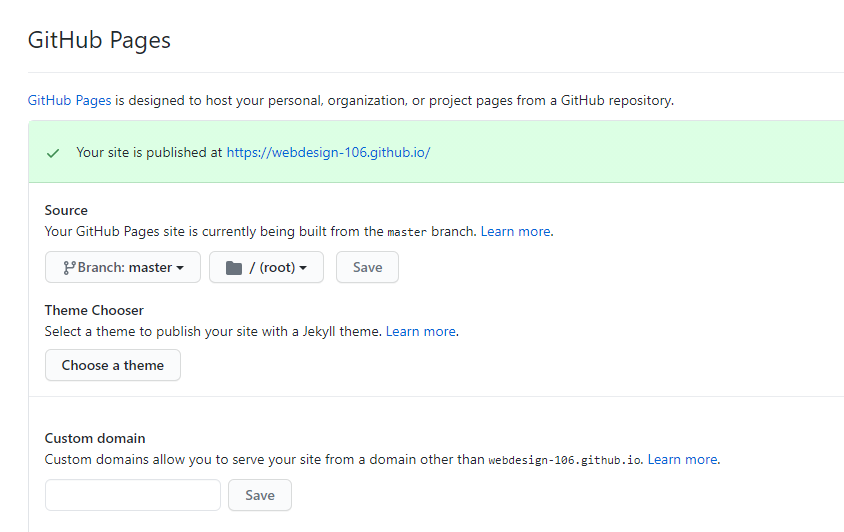 GitHub Pages
GitHub Pages is designed to host your personal, organization, or project pages from a GitHub repository.
Your site is published at https://webdesign-106.github.io/
Source
Your GitHub Pages site is currently being built from the master branch. Learn more.
Branch: master / (root) Save
Theme Chooser
Select a theme to publish your site with a Jekyll theme. Learn more.
Choose a theme
Custom domain
Custom domains allow you to serve your site from a domain other than webdesign-106.github.io. Learn more.
Save